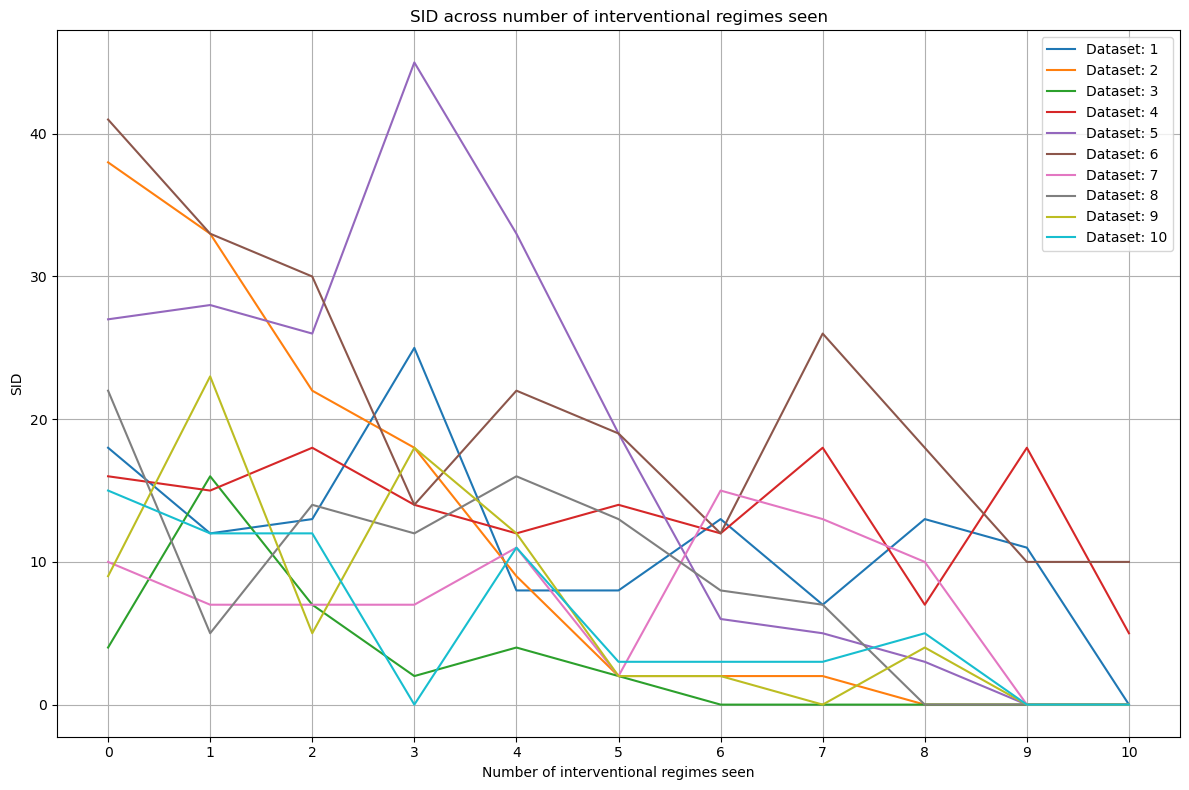 SID across number of interventional regimes seen
Dataset: 1
Dataset: 2
Dataset: 3
Dataset: 4
Dataset: 5
Dataset: 6
Dataset: 7
Dataset: 8
Dataset: 9
Dataset: 10
SID
40
30
20
10
0
0 1 2 3 4 5 6 7 8 9 10
Number of interventional regimes seen